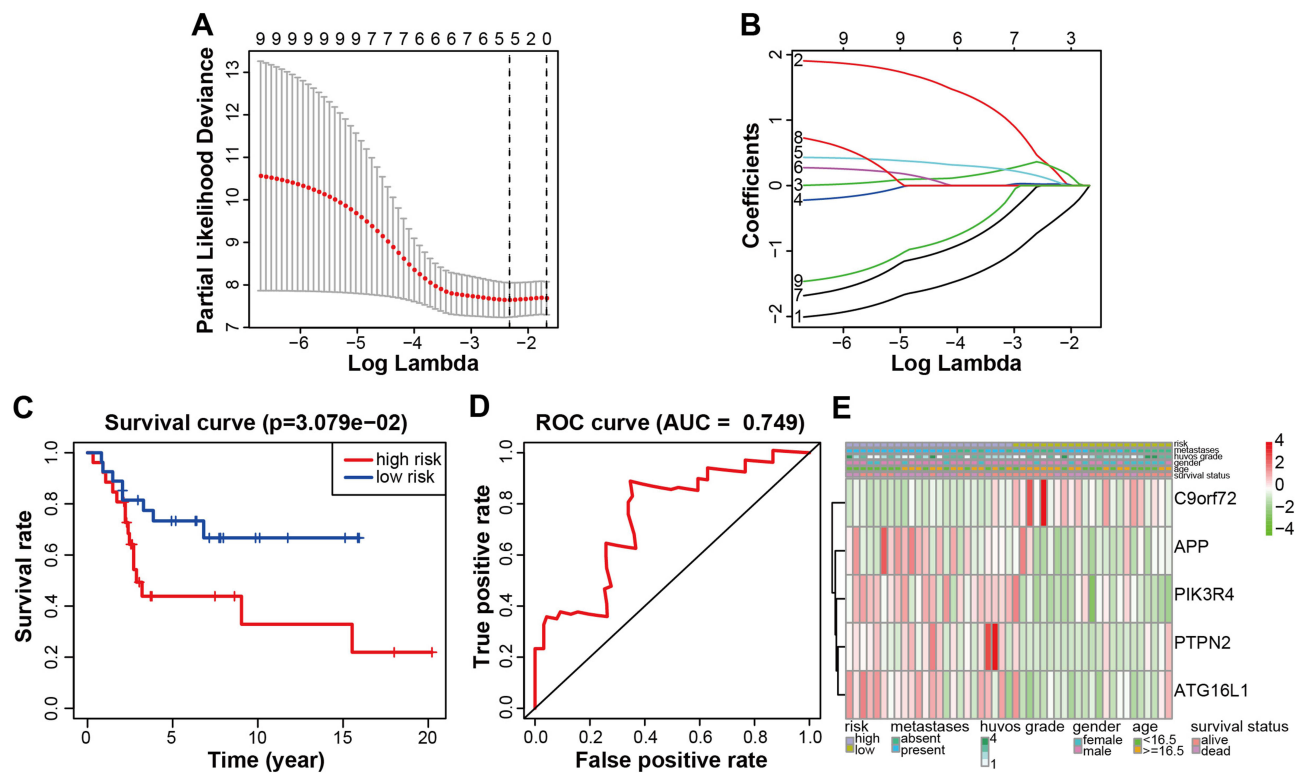 A
9 9 9 9 9 9 9 7 7 7 6 6 6 7 6 5 5 2 0
Partial Likelihood Deviance
13
12
11
10
9
8
7
−6 −5 −4 −3 −2
Log Lambda
B
9 9 6 7 3
Coefficients
2
1
0
−1
−2
2
8
5
6
3
4
9
7
1
−6 −5 −4 −3 −2
Log Lambda
C
Survival curve (p=3.079e−02)
high risk
low risk
Survival rate
1.0
0.8
0.6
0.4
0.2
0.0
0 5 10 15 20
Time (year)
D
ROC curve (AUC = 0.749)
True positive rate
1.0
0.8
0.6
0.4
0.2
0.0
0.0 0.2 0.4 0.6 0.8 1.0
False positive rate
E
risk
metastases
huvos grade
gender
age
survival status
4
2
0
−2
−4
C9orf72
APP
PIK3R4
PTPN2
ATG16L1
risk metastases huvos grade gender age survival status
high absent 4 female <16.5 alive
low present 1 male >=16.5 dead